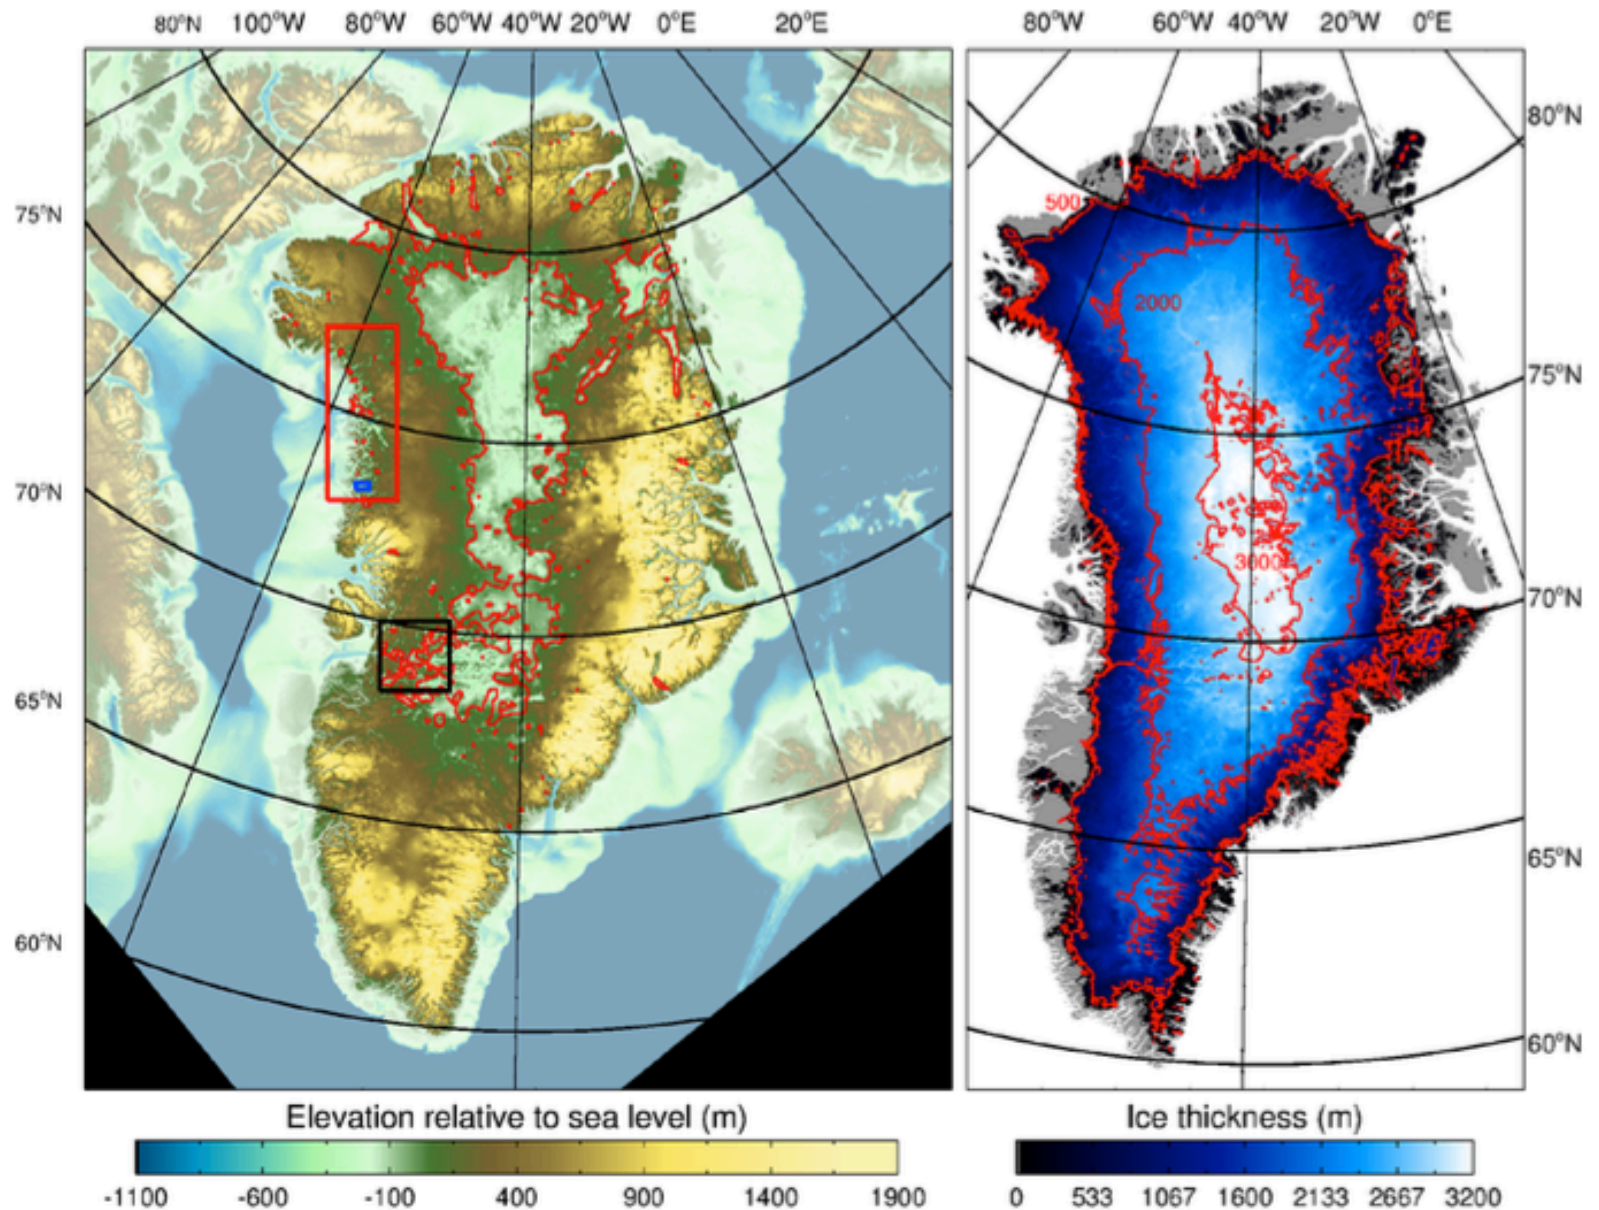 80°N 100°W 80°W 60°W 40°W 20°W 0°E 20°E
80°W 60°W 40°W 20°W 0°E
80°N
75°N
500
2000
75°N
70°N
3000
70°N
65°N
65°N
60°N
60°N
Elevation relative to sea level (m)
-1100 -600 -100 400 900 1400 1900
Ice thickness (m)
0 533 1067 1600 2133 2667 3200